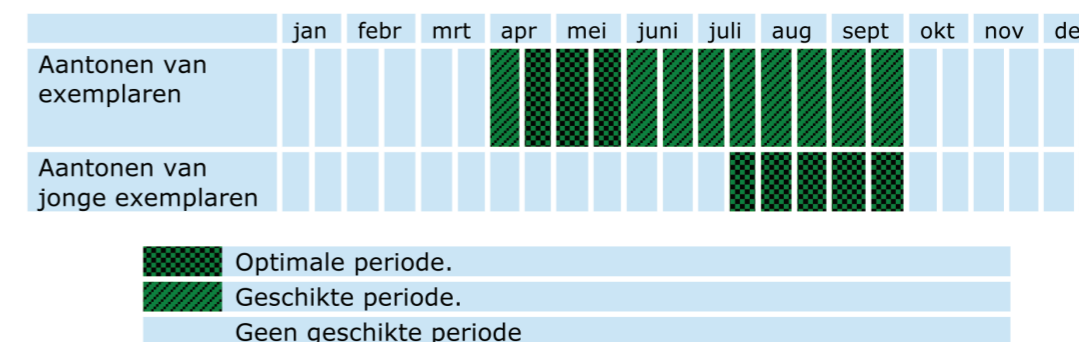 jan febr mrt apr mei juni juli aug sept okt nov de
Aantonen van
exemplaren
Aantonen van
jonge exemplaren
Optimale periode.
Geschikte periode.
Geen geschikte periode